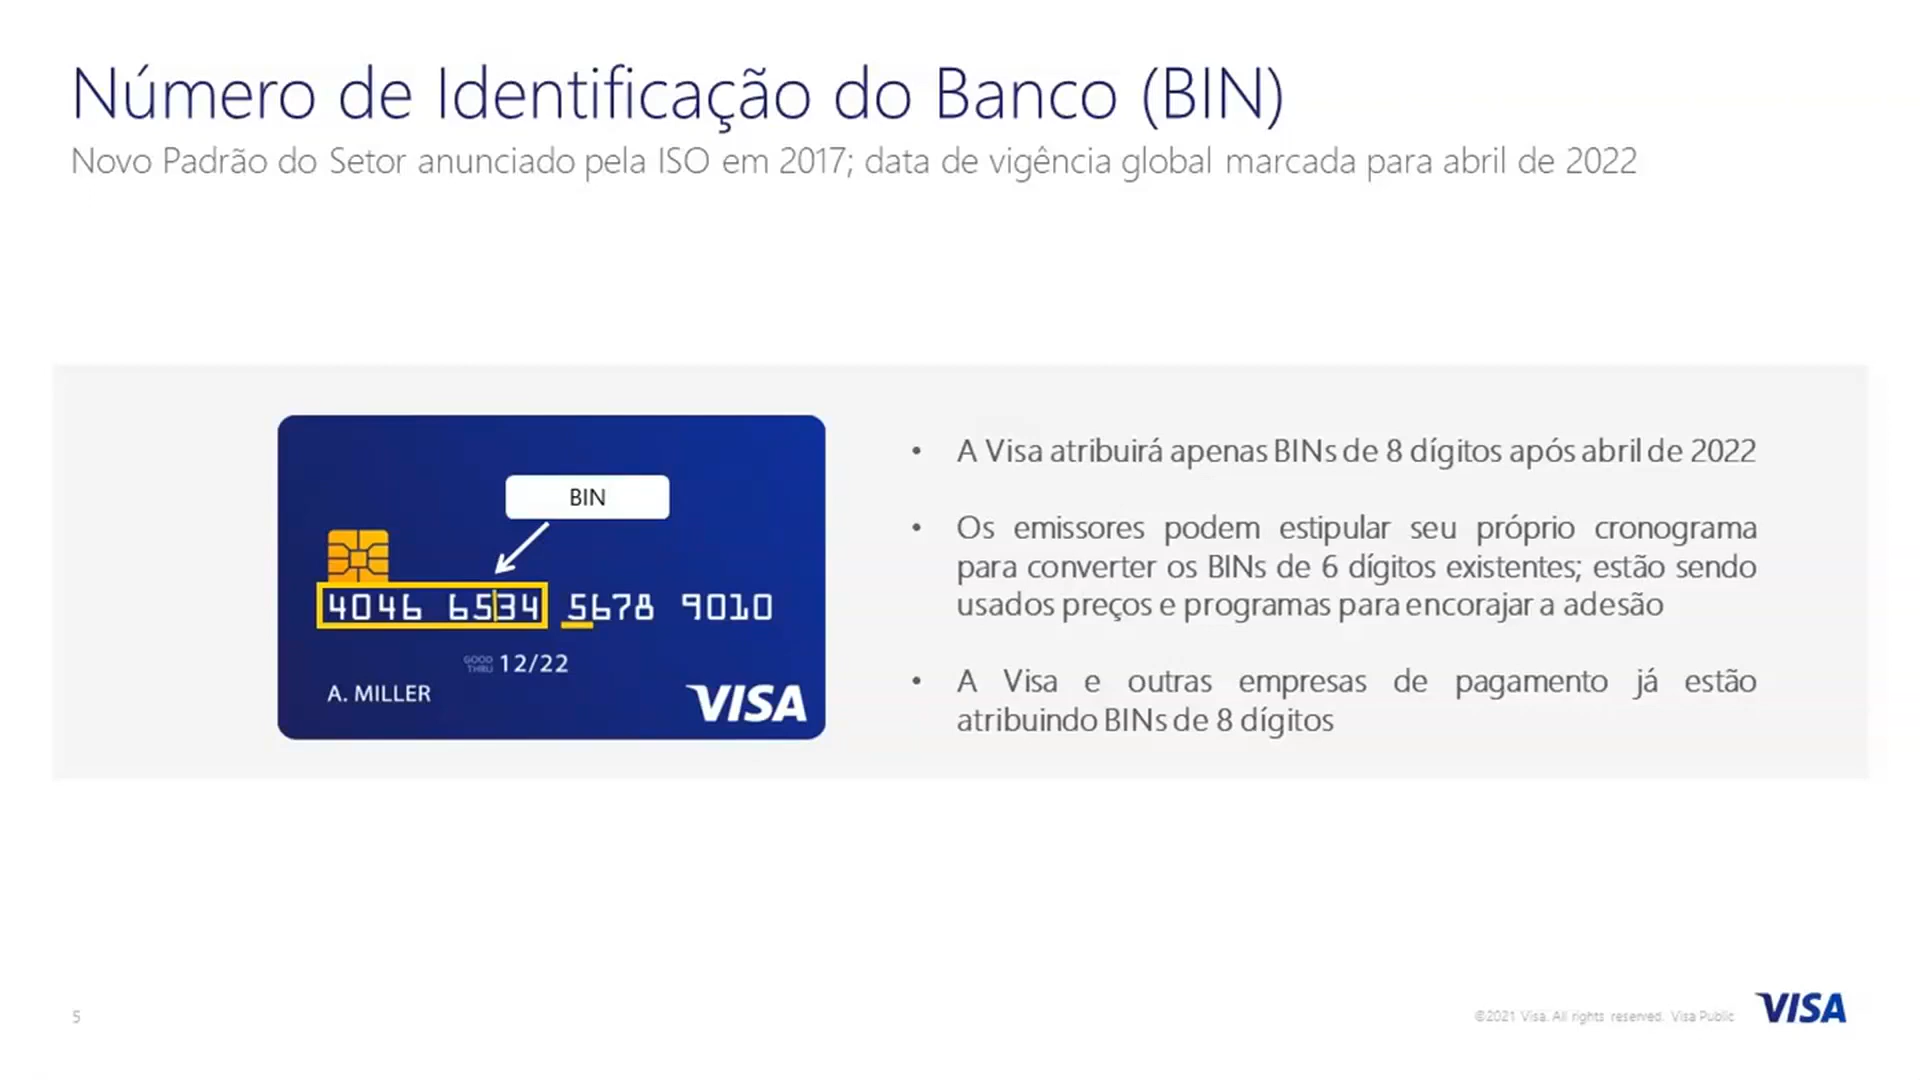 Número de Identificação do Banco (BIN)
Novo Padrão do Setor anunciado pela ISO em 2017; data de vigência global marcada para abril de 2022
BIN
4046 6534 5678 9010
GOOD
THRU
12/22
A. MILLER
VISA
• A Visa atribuirá apenas BINs de 8 dígitos após abril de 2022
• Os emissores podem estipular seu próprio cronograma
para converter os BINs de 6 dígitos existentes; estão sendo
usados preços e programas para encorajar a adesão
• A Visa e outras empresas de pagamento já estão
atribuindo BINs de 8 dígitos
5
©2021 Visa. All rights reserved. Visa Public
VISA